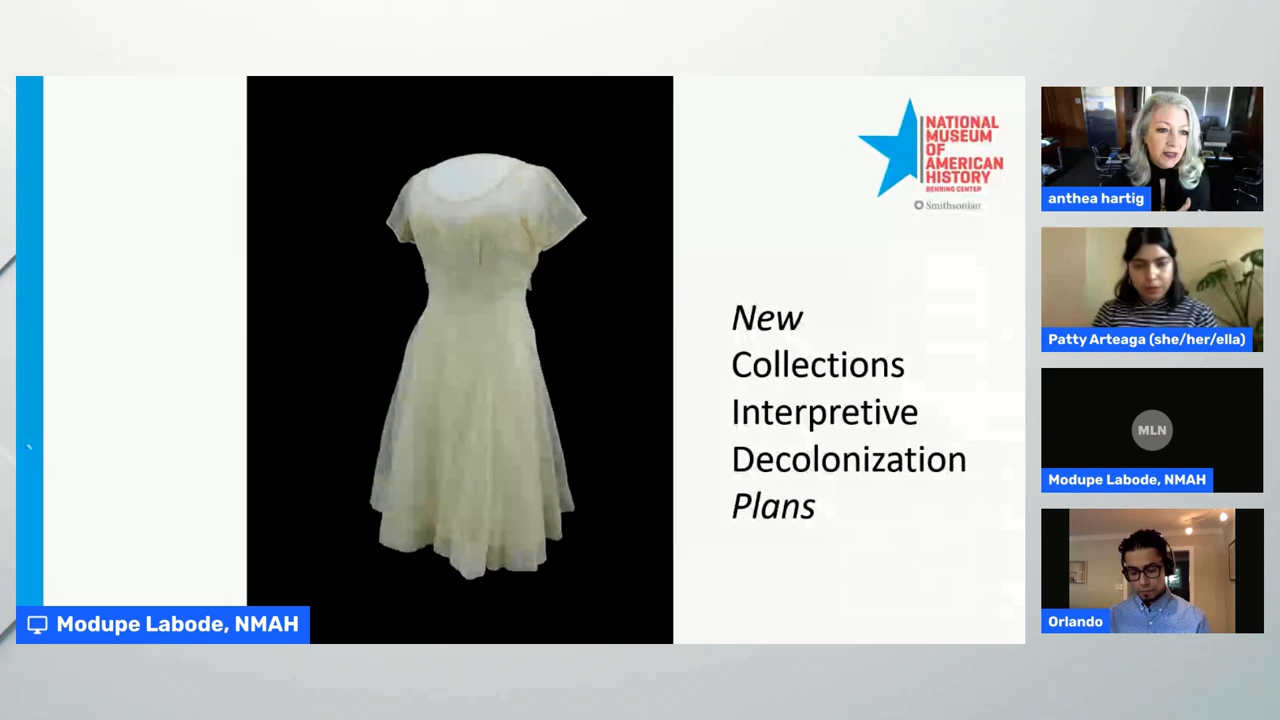 NATIONAL
MUSEUM
OF
AMERICAN
HISTORY
BEHRING CENTER
Smithsonian
New
Collections
Interpretive
Decolonization
Plans
Modupe Labode, NMAH
anthea hartig
Patty Arteaga (she/her/ella)
MLN
Modupe Labode, NMAH
Orlando